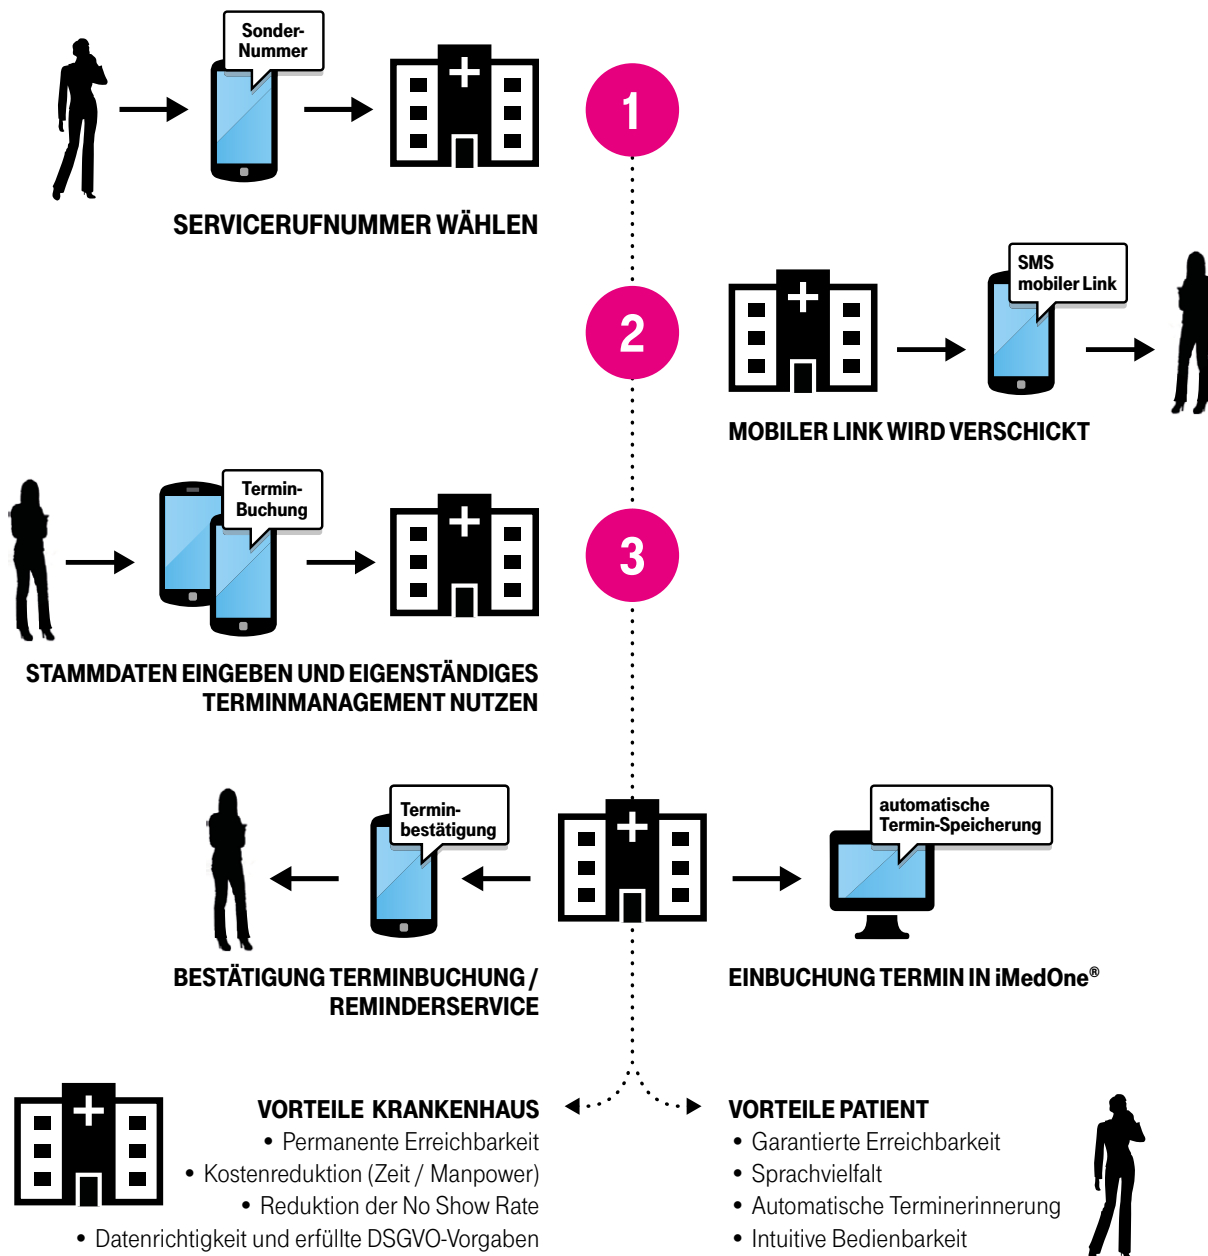 Sonder-
Nummer
1
SERVICERUFNUMMER WÄHLEN
SMS
mobiler Link
2
MOBILER LINK WIRD VERSCHICKT
Termin-
Buchung
3
STAMMDATEN EINGEBEN UND EIGENSTÄNDIGES
TERMINMANAGEMENT NUTZEN
Termin-
bestätigung
automatische
Termin-Speicherung
BESTÄTIGUNG TERMINBUCHUNG /
REMINDERSERVICE
EINBUCHUNG TERMIN IN iMedOne®
VORTEILE KRANKENHAUS
• Permanente Erreichbarkeit
• Kostenreduktion (Zeit / Manpower)
• Reduktion der No Show Rate
• Datenrichtigkeit und erfüllte DSGVO-Vorgaben
VORTEILE PATIENT
• Garantierte Erreichbarkeit
• Sprachvielfalt
• Automatische Terminerinnerung
• Intuitive Bedienbarkeit